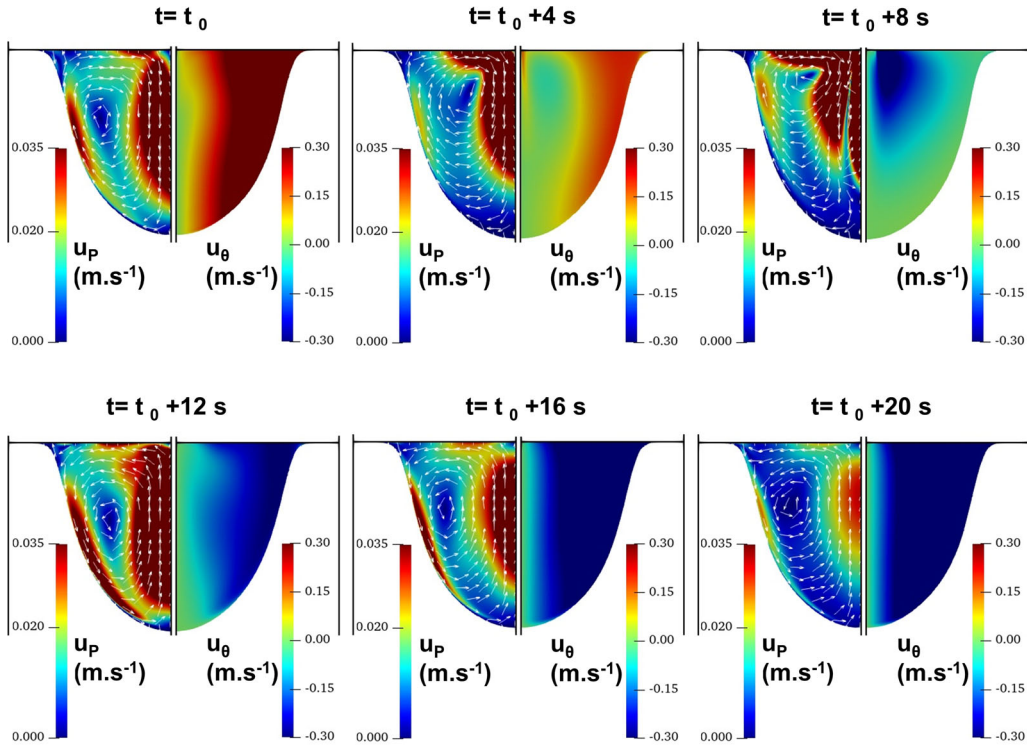 t= t 0
t= t 0 +4 s
t= t 0 +8 s
0.035
0.020
0.000
uP
(m.s-1)
uθ
(m.s-1)
0.30
0.15
0.00
-0.15
-0.30
0.035
0.020
0.000
uP
(m.s-1)
uθ
(m.s-1)
0.30
0.15
0.00
-0.15
-0.30
0.035
0.020
0.000
uP
(m.s-1)
uθ
(m.s-1)
0.30
0.15
0.00
-0.15
-0.30
t= t 0 +12 s
t= t 0 +16 s
t= t 0 +20 s
0.035
0.020
0.000
uP
(m.s-1)
uθ
(m.s-1)
0.30
0.15
0.00
-0.15
-0.30
0.035
0.020
0.000
uP
(m.s-1)
uθ
(m.s-1)
0.30
0.15
0.00
-0.15
-0.30
0.035
0.020
0.000
uP
(m.s-1)
uθ
(m.s-1)
0.30
0.15
0.00
-0.15
-0.30